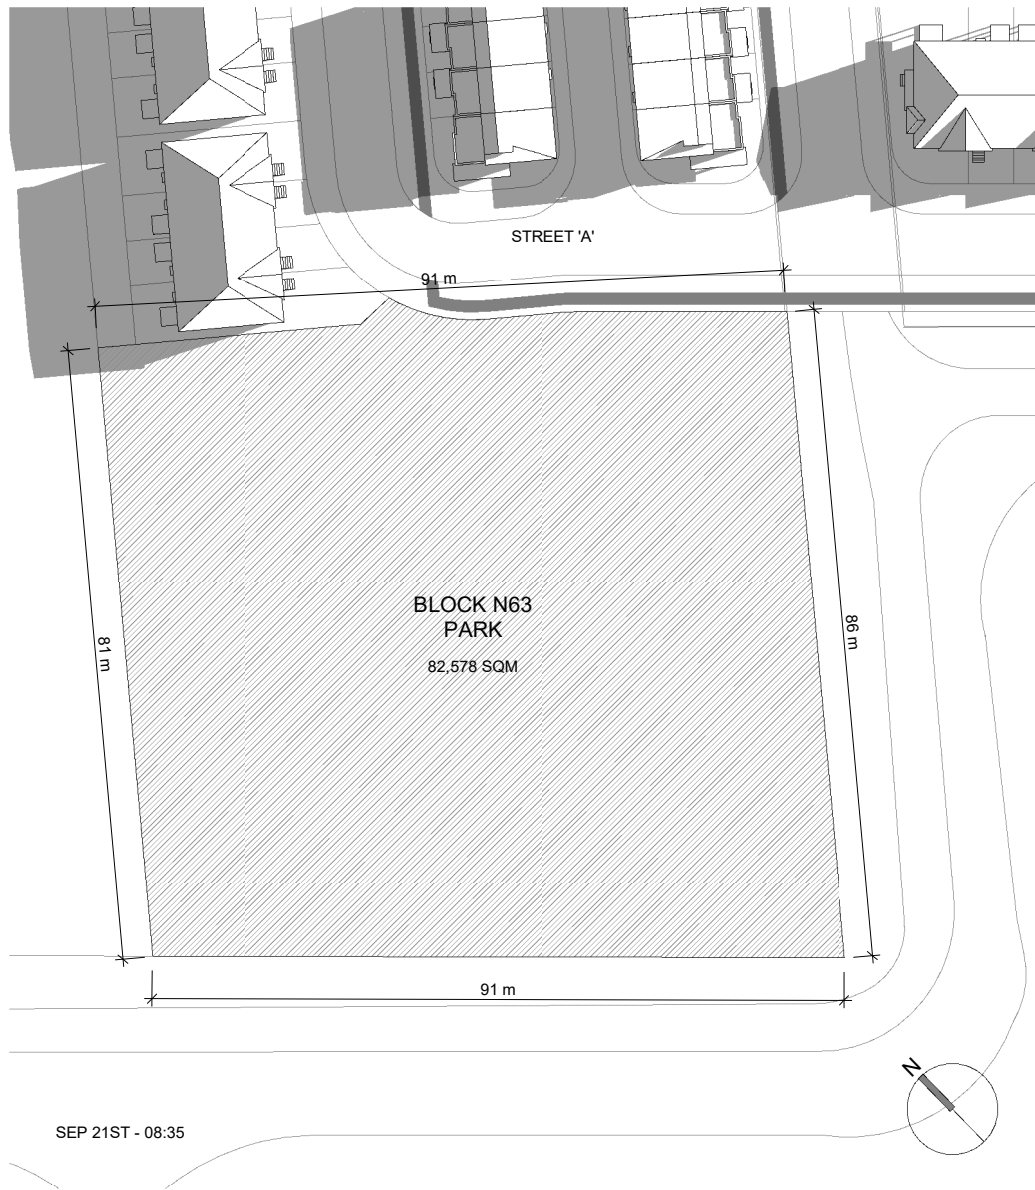 STREET 'A'
91 m
81 m
86 m
BLOCK N63
PARK
82,578 SQM
91 m
N
SEP 21ST - 08:35